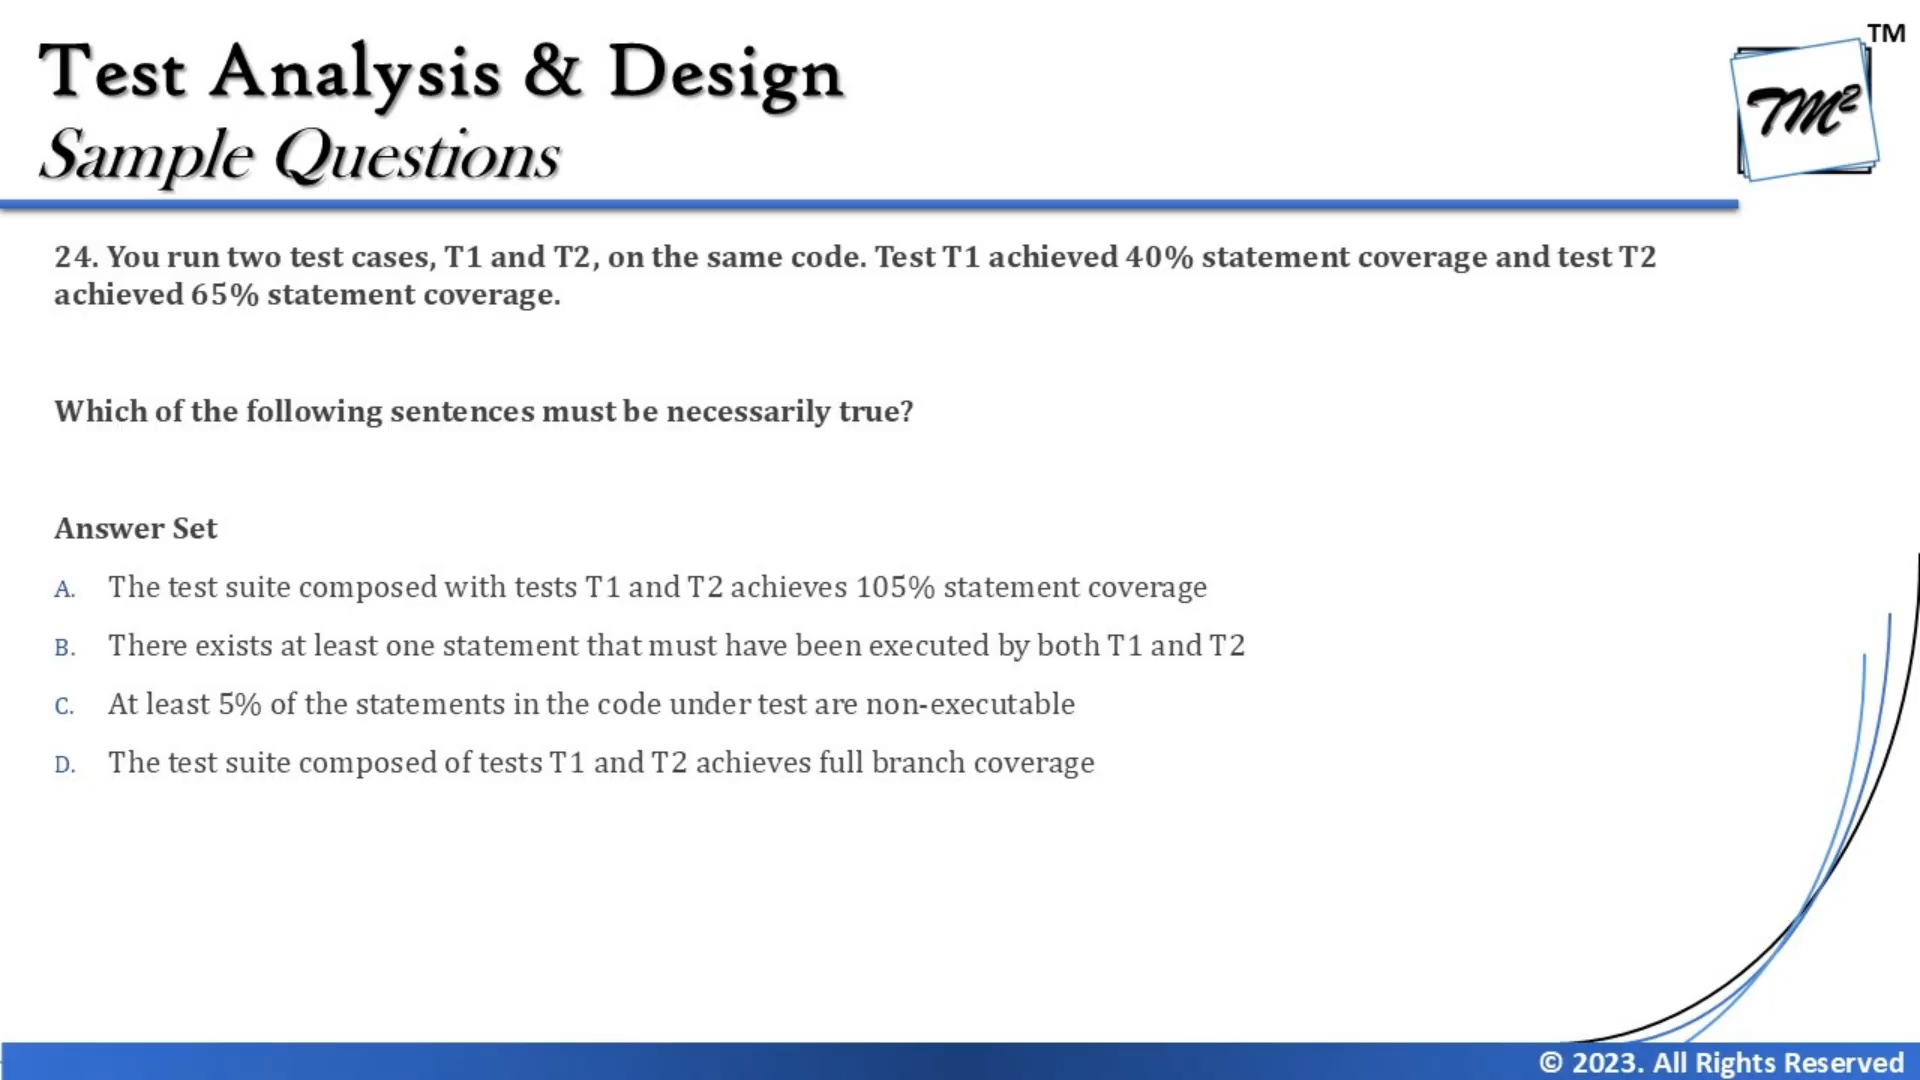 Test Analysis & Design
Sample Questions
TM
TM²
24. You run two test cases, T1 and T2, on the same code. Test T1 achieved 40% statement coverage and test T2
achieved 65% statement coverage.
Which of the following sentences must be necessarily true?
Answer Set
A. The test suite composed with tests T1 and T2 achieves 105% statement coverage
B. There exists at least one statement that must have been executed by both T1 and T2
C. At least 5% of the statements in the code under test are non-executable
D. The test suite composed of tests T1 and T2 achieves full branch coverage
© 2023. All Rights Reserved